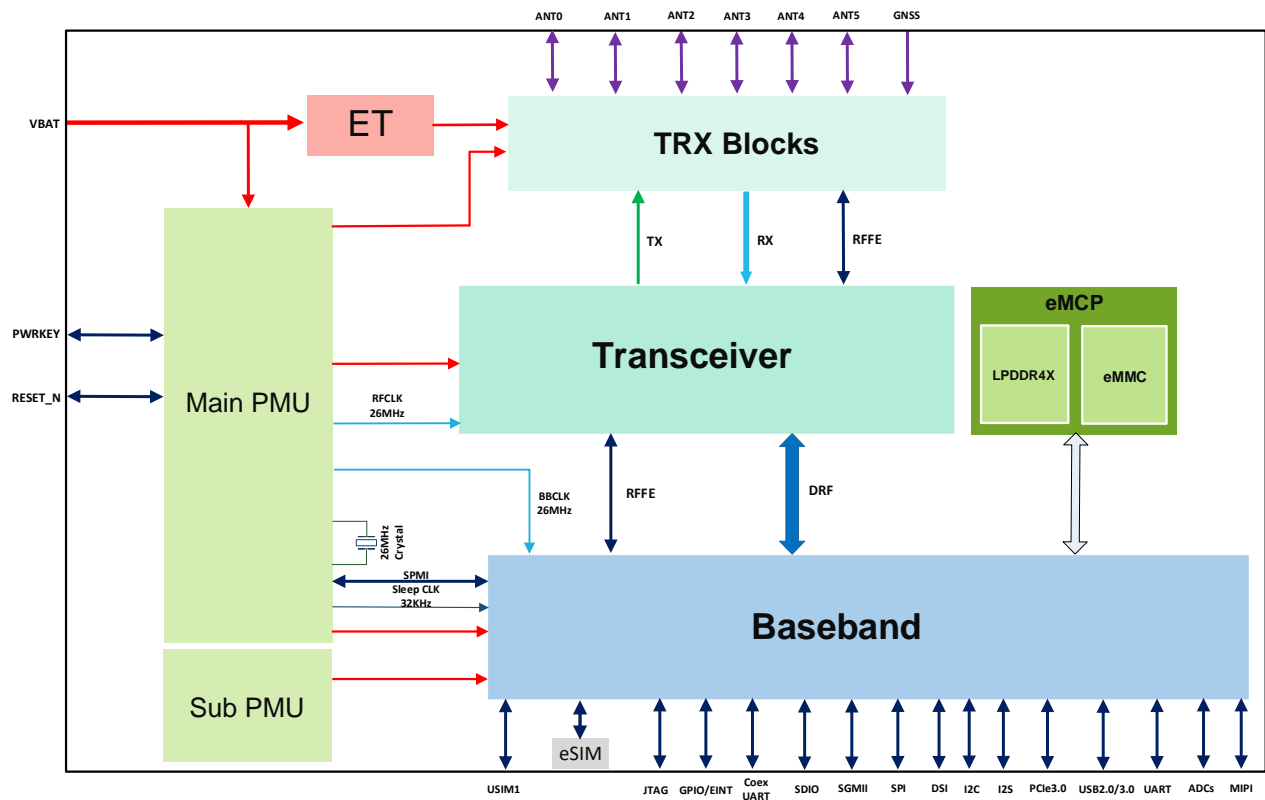 ANT0
ANT1
ANT2
ANT3
ANT4
ANT5
GNSS
VBAT
ET
TRX Blocks
TX
RX
RFFE
PWRKEY
RESET_N
Main PMU
Transceiver
eMCP
LPDDR4X
eMMC
RFCLK
26MHz
BBCLK
26MHz
RFFE
DRF
26MHz
Crystal
SPMI
Sleep CLK
32KHz
Baseband
Sub PMU
eSIM
USIM1
JTAG
GPIO/EINT
Coex
UART
SDIO
SGMII
SPI
DSI
I2C
I2S
PCIe3.0
USB2.0/3.0
UART
ADCs
MIPI